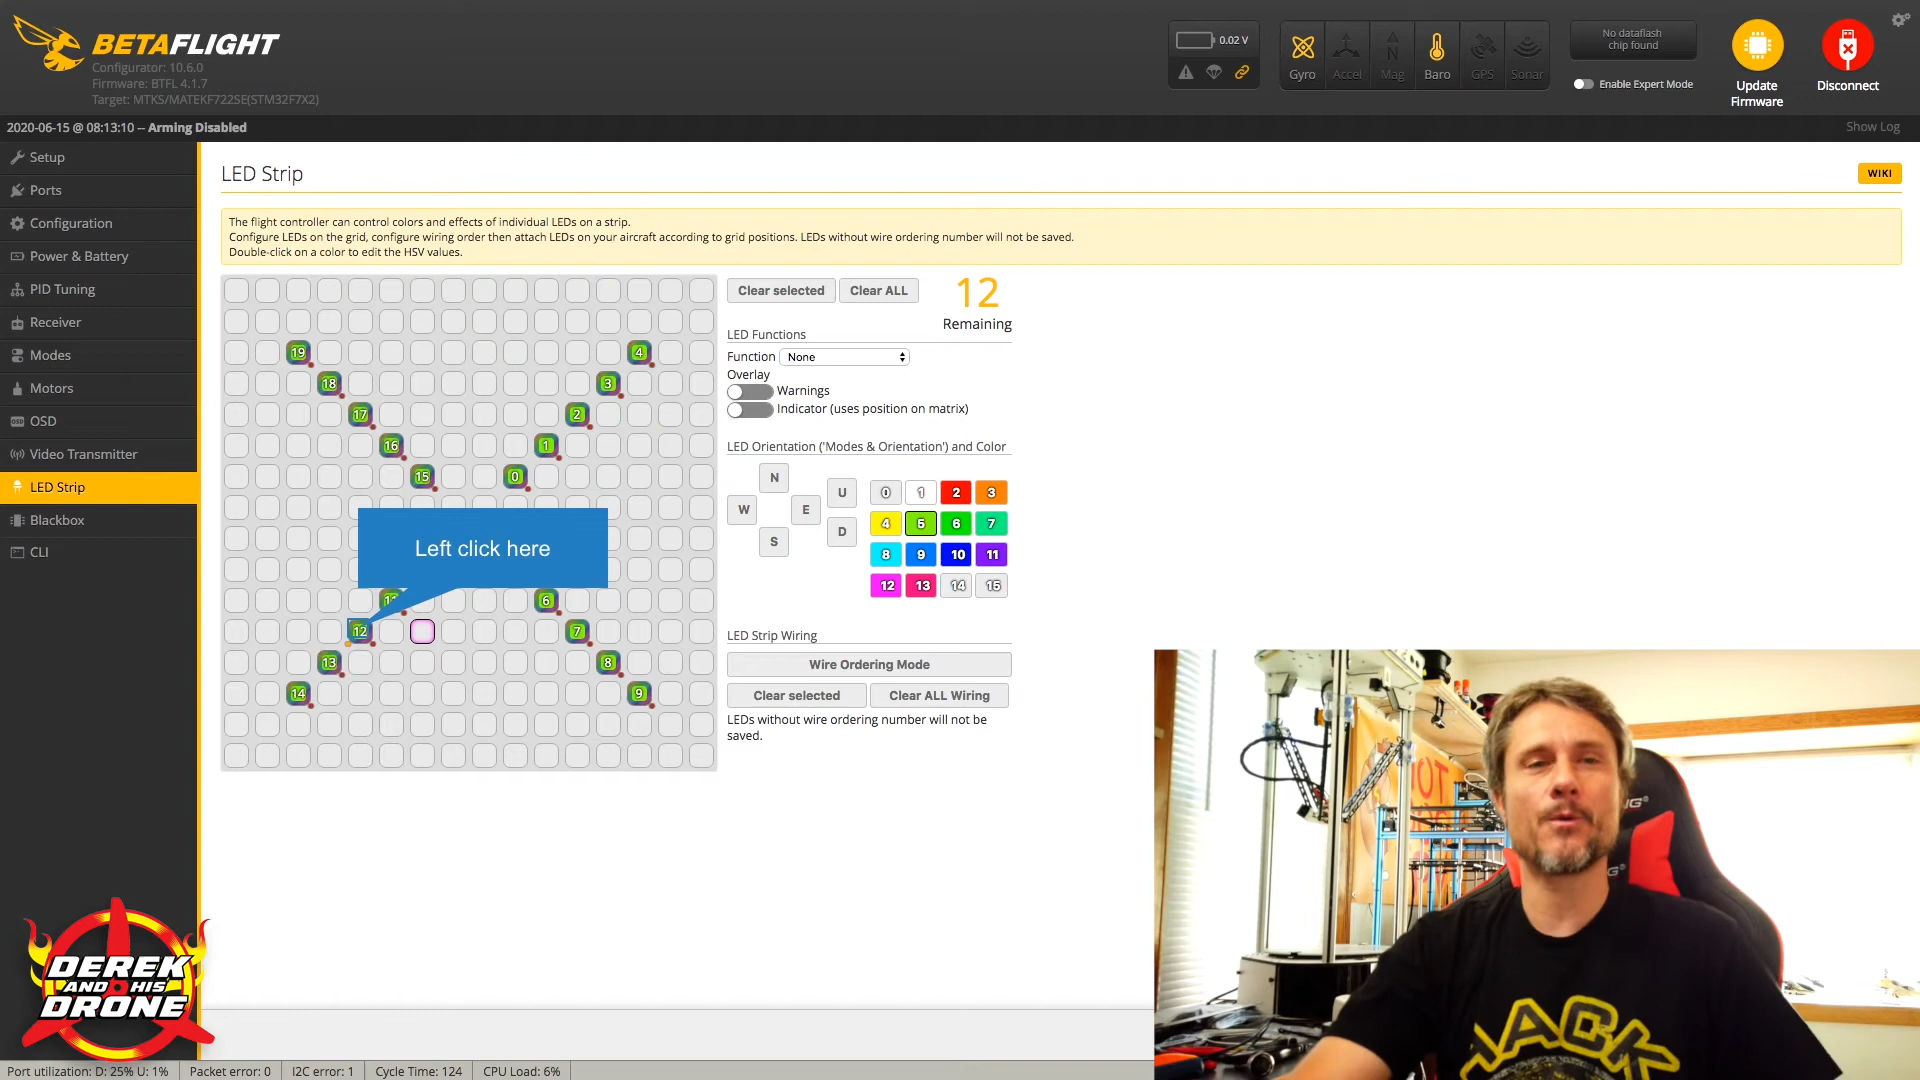 BETAFLIGHT
Configurator: 10.6.0
Firmware: BTFL 4.1.7
Target: MTKS/MATEKF722SE(STM32F7X2)
0.02 V
Gyro
Accel
Mag
Baro
GPS
Sonar
No dataflash
chip found
Enable Expert Mode
Update
Firmware
Disconnect
2020-06-15 @ 08:13:10 -- Arming Disabled
Show Log
Setup
Ports
Configuration
Power & Battery
PID Tuning
Receiver
Modes
Motors
OSD
Video Transmitter
LED Strip
Blackbox
CLI
LED Strip
WIKI
The flight controller can control colors and effects of individual LEDs on a strip.
Configure LEDs on the grid, configure wiring order then attach LEDs on your aircraft according to grid positions. LEDs without wire ordering number will not be saved.
Double-click on a color to edit the HSV values.
19 4
18 3
17 2
16 1
15 0
Left click here
6
12 7
13 8
14 9
Clear selected
Clear ALL
12
Remaining
LED Functions
Function None
Overlay
Warnings
Indicator (uses position on matrix)
LED Orientation ('Modes & Orientation') and Color
N
W E
S
U
D
0 1 2 3
4 5 6 7
8 9 10 11
12 13 14 15
LED Strip Wiring
Wire Ordering Mode
Clear selected
Clear ALL Wiring
LEDs without wire ordering number will not be
saved.
DEREK
AND HIS
DRONE
Port utilization: D: 25% U: 1%
Packet error: 0
I2C error: 1
Cycle Time: 124
CPU Load: 6%